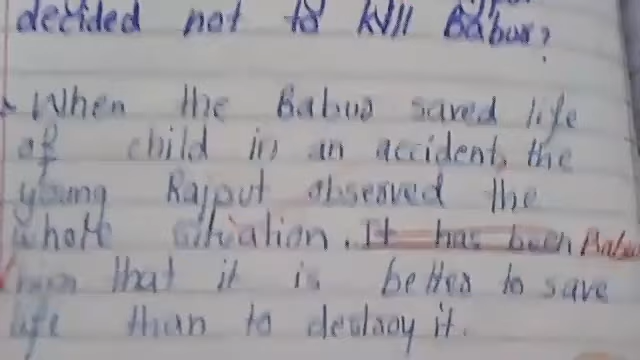 decided not to kill Babur?
When the Babur saved life
of child in an accident, the
young Rajput observed the
whole situation. It has been Babur
that it is better to save
life than to destroy it.